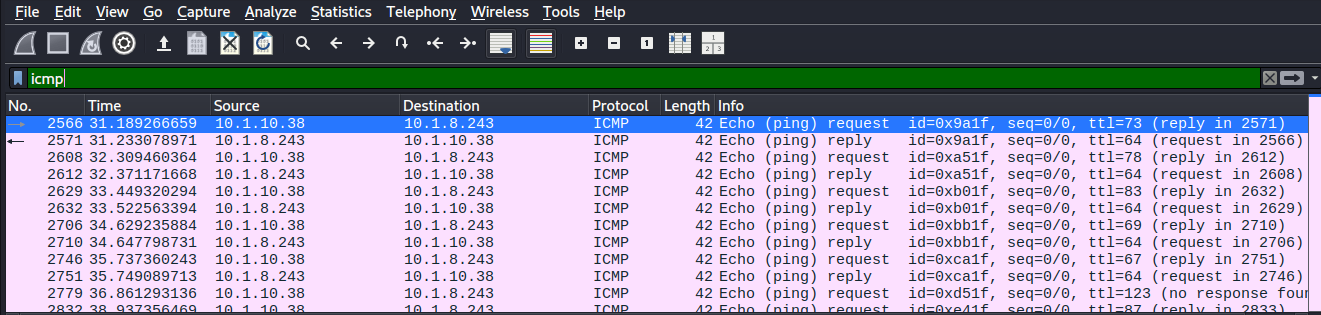 File Edit View Go Capture Analyze Statistics Telephony Wireless Tools Help
icmp
No. Time Source Destination Protocol Length Info
2566 31.189266659 10.1.10.38 10.1.8.243 ICMP 42 Echo (ping) request id=0x9a1f, seq=0/0, ttl=73 (reply in 2571)
2571 31.233078971 10.1.8.243 10.1.10.38 ICMP 42 Echo (ping) reply id=0x9a1f, seq=0/0, ttl=64 (request in 2566)
2608 32.309460364 10.1.10.38 10.1.8.243 ICMP 42 Echo (ping) request id=0xa51f, seq=0/0, ttl=78 (reply in 2612)
2612 32.371171668 10.1.8.243 10.1.10.38 ICMP 42 Echo (ping) reply id=0xa51f, seq=0/0, ttl=64 (request in 2608)
2629 33.449320294 10.1.10.38 10.1.8.243 ICMP 42 Echo (ping) request id=0xb01f, seq=0/0, ttl=83 (reply in 2632)
2632 33.522563394 10.1.8.243 10.1.10.38 ICMP 42 Echo (ping) reply id=0xb01f, seq=0/0, ttl=64 (request in 2629)
2706 34.629235884 10.1.10.38 10.1.8.243 ICMP 42 Echo (ping) request id=0xbb1f, seq=0/0, ttl=69 (reply in 2710)
2710 34.647798731 10.1.8.243 10.1.10.38 ICMP 42 Echo (ping) reply id=0xbb1f, seq=0/0, ttl=64 (request in 2706)
2746 35.737360243 10.1.10.38 10.1.8.243 ICMP 42 Echo (ping) request id=0xca1f, seq=0/0, ttl=67 (reply in 2751)
2751 35.749089713 10.1.8.243 10.1.10.38 ICMP 42 Echo (ping) reply id=0xca1f, seq=0/0, ttl=64 (request in 2746)
2779 36.861293136 10.1.10.38 10.1.8.243 ICMP 42 Echo (ping) request id=0xd51f, seq=0/0, ttl=123 (no response foun
2832 38.937356469 10.1.10.38 10.1.8.243 ICMP 42 Echo (ping) request id=0xe41f, seq=0/0, ttl=87 (reply in 2833)